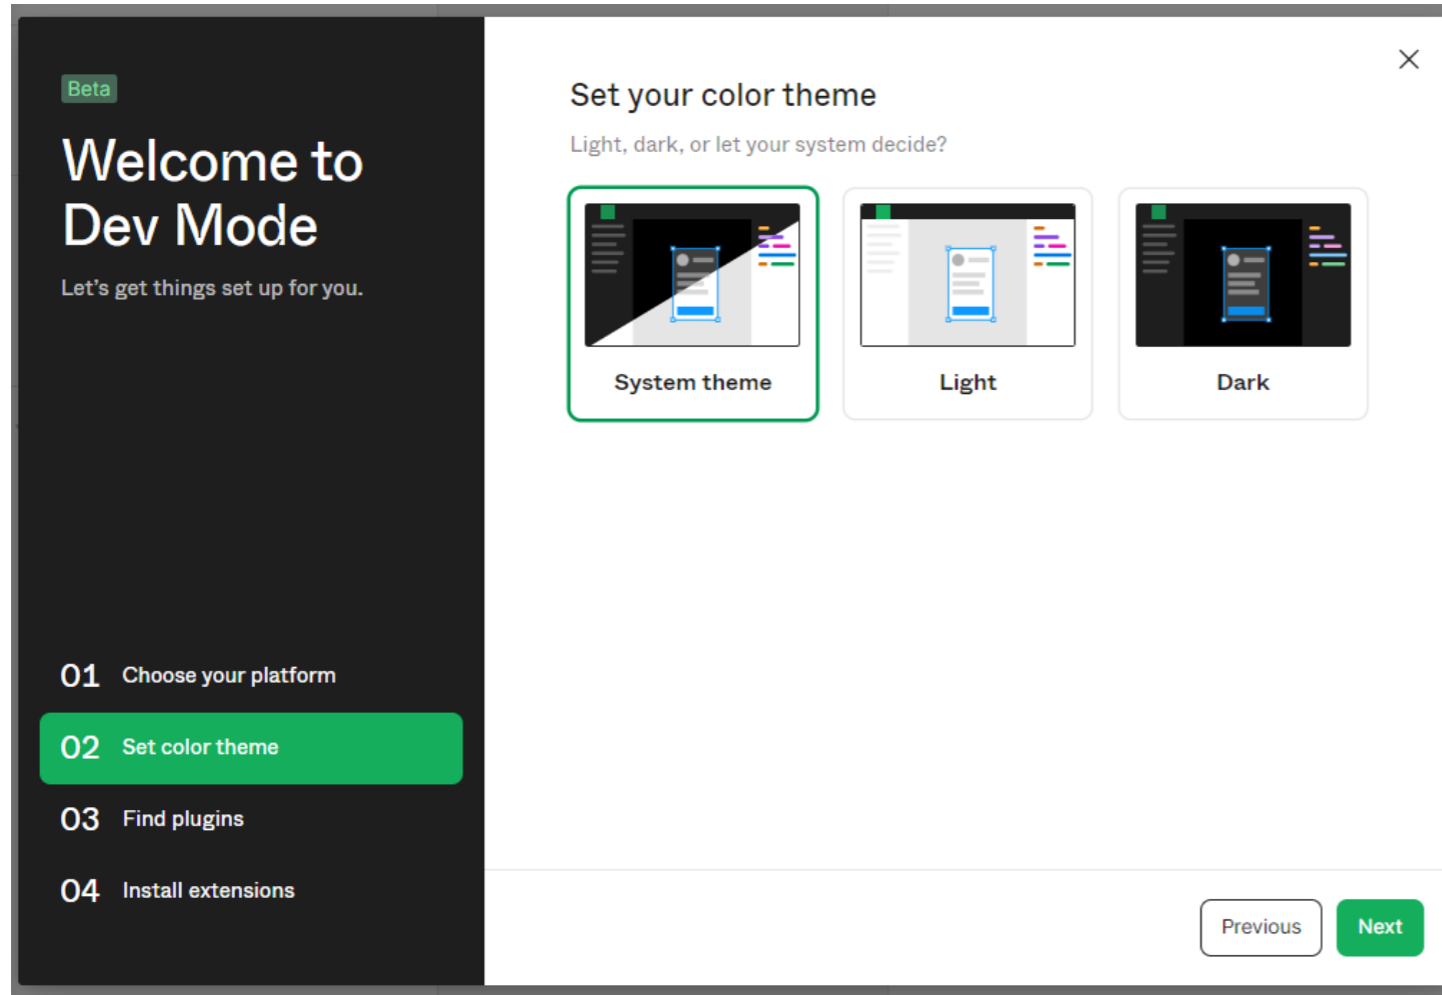 Beta
Welcome to
Dev Mode
Let's get things set up for you.
01 Choose your platform
02 Set color theme
03 Find plugins
04 Install extensions
Set your color theme
Light, dark, or let your system decide?
System theme
Light
Dark
Previous
Next